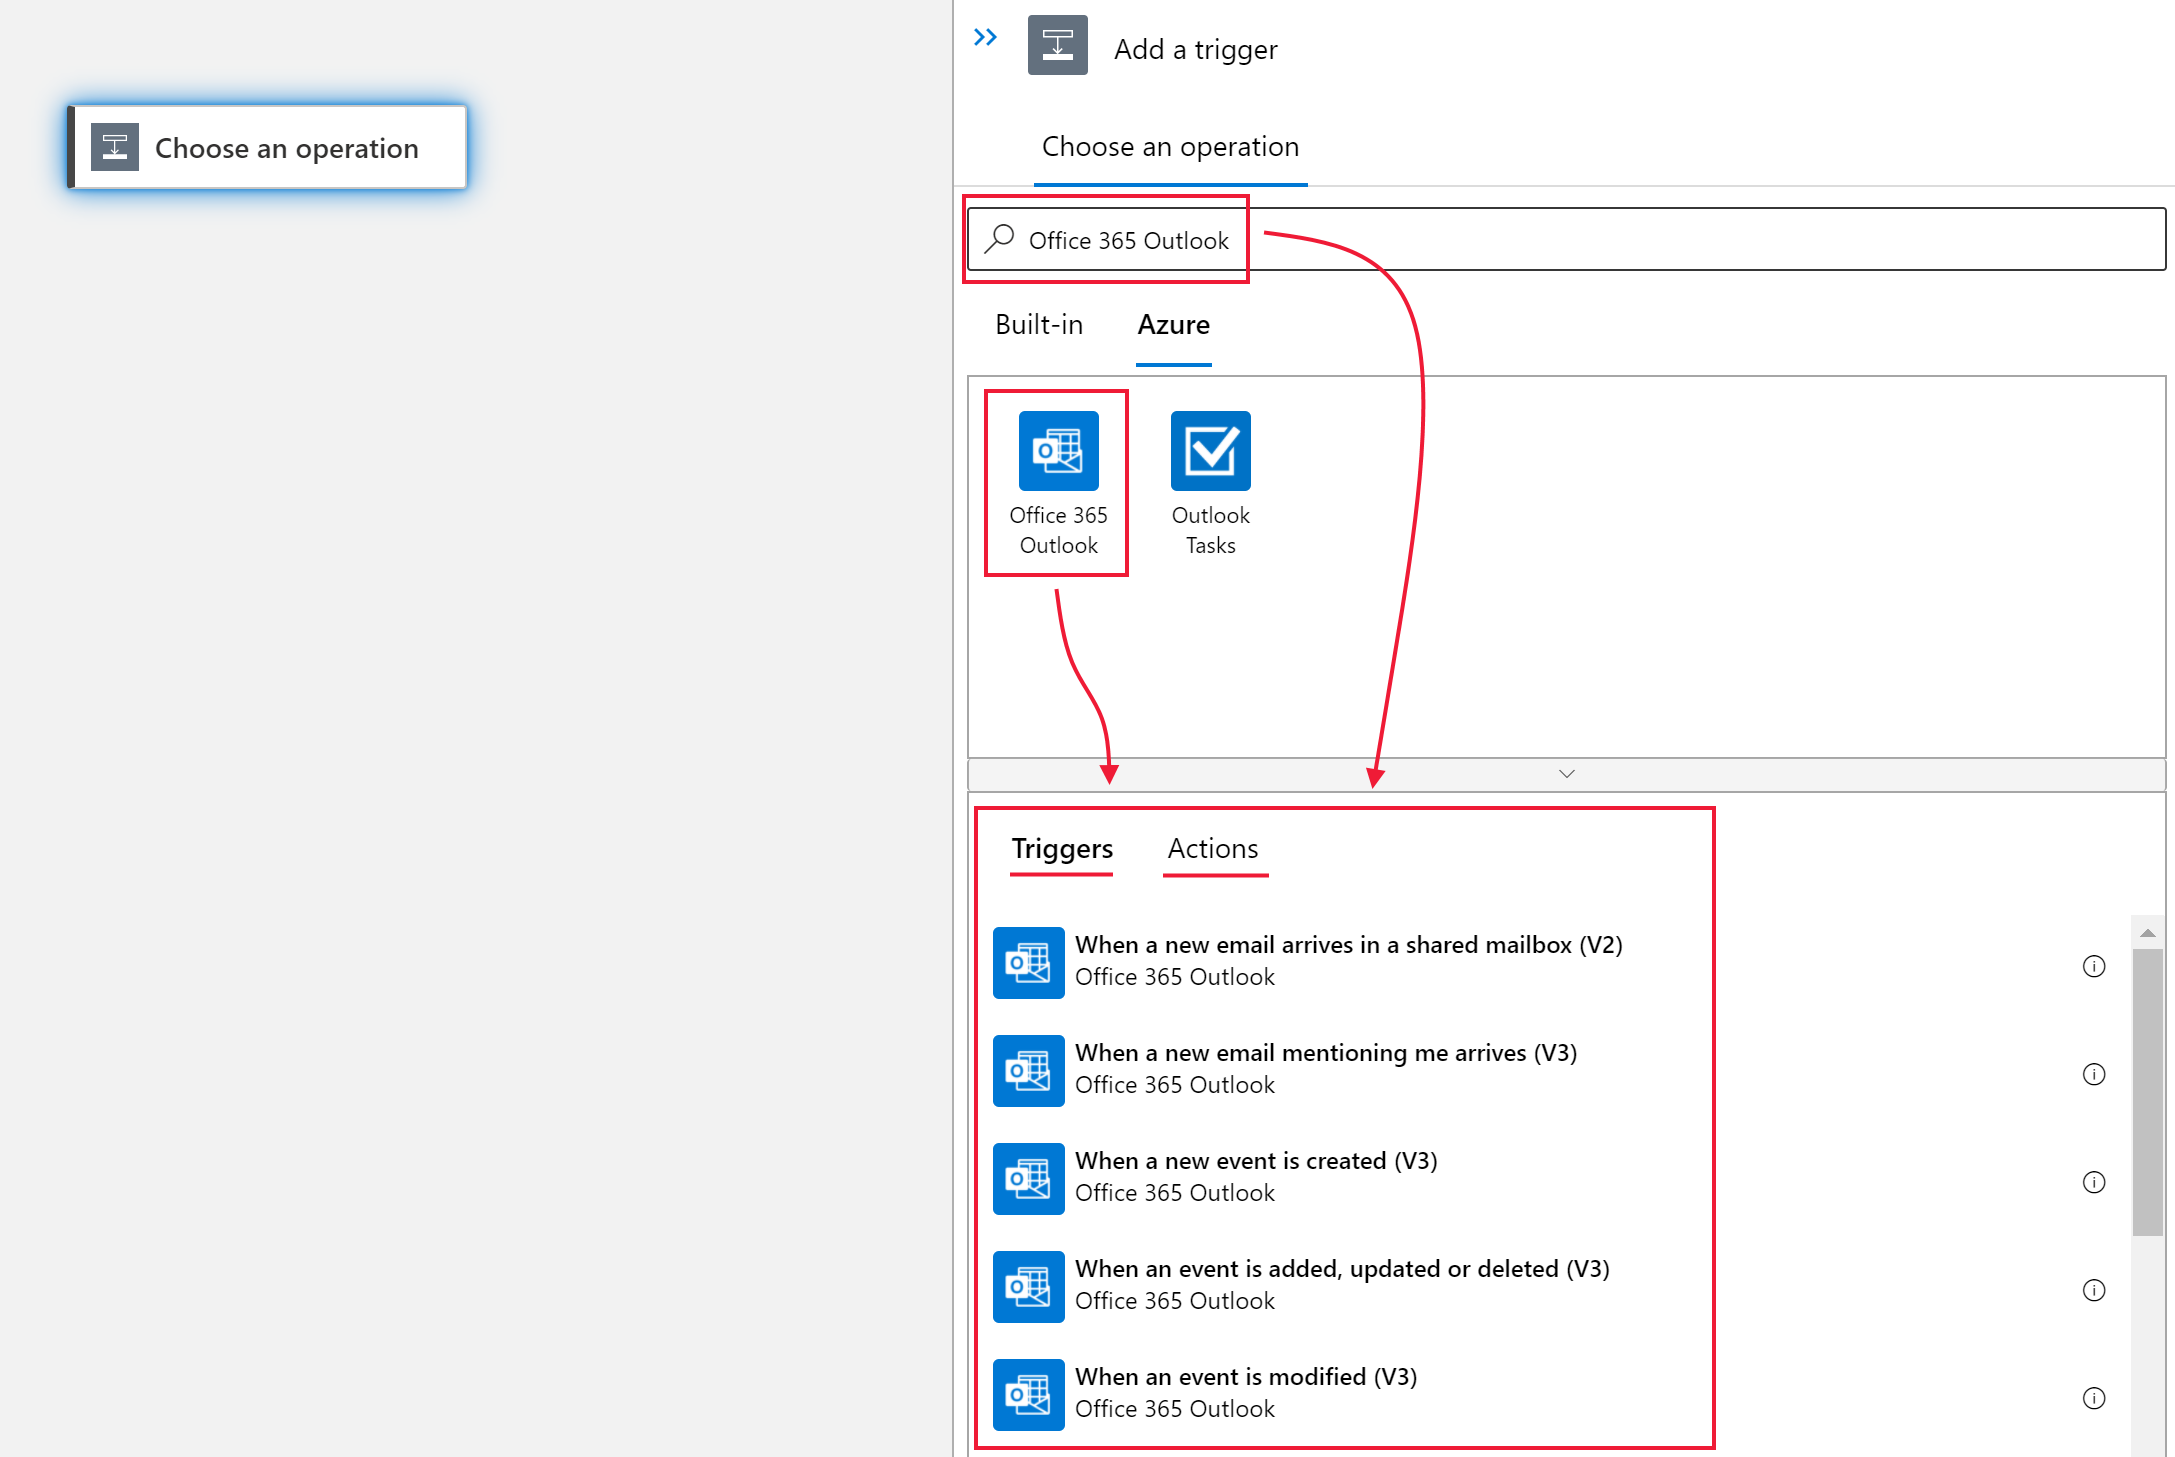 Choose an operation
Add a trigger
Choose an operation
Office 365 Outlook
Built-in
Azure
Office 365
Outlook
Outlook
Tasks
Triggers
Actions
When a new email arrives in a shared mailbox (V2)
Office 365 Outlook
When a new email mentioning me arrives (V3)
Office 365 Outlook
When a new event is created (V3)
Office 365 Outlook
When an event is added, updated or deleted (V3)
Office 365 Outlook
When an event is modified (V3)
Office 365 Outlook